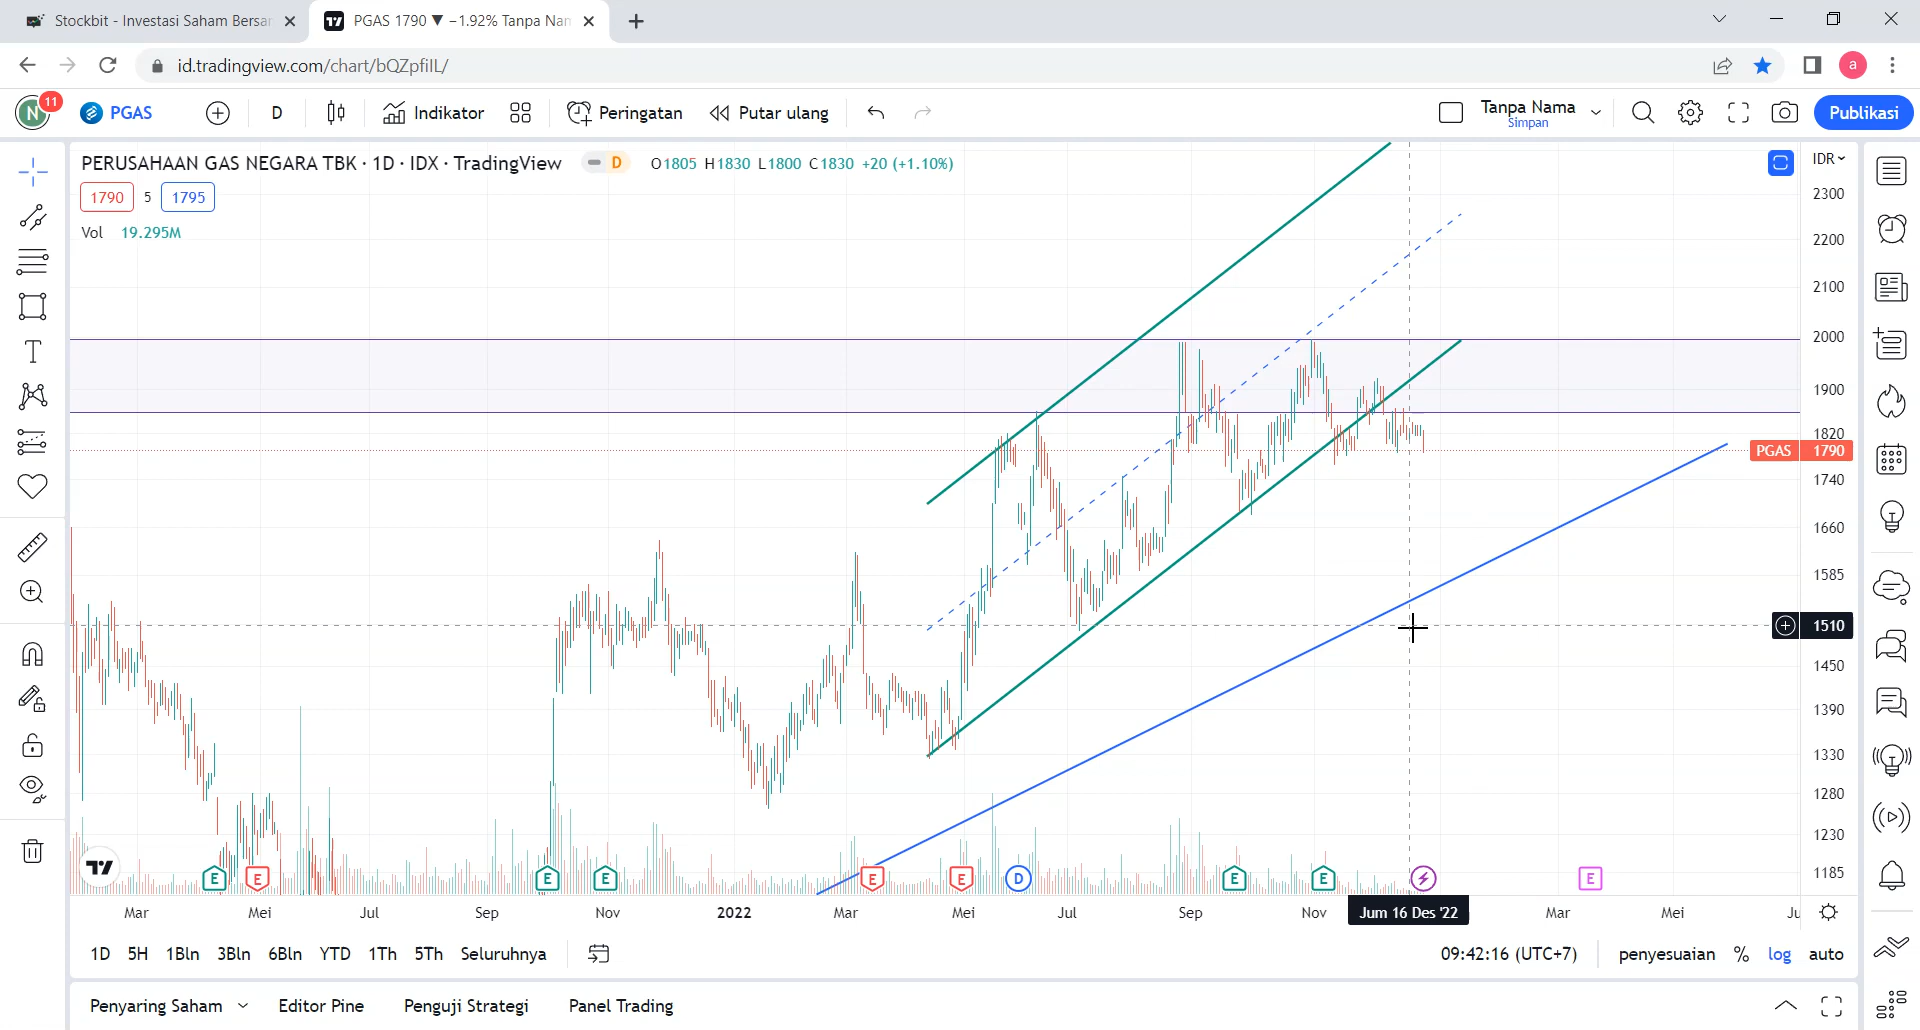 Stockbit - Investasi Saham Bersa
PGAS 1790 ▼ −1.92% Tanpa Nan
id.tradingview.com/chart/bQZpfiIL/
a
N
11
PGAS
D
Indikator
Peringatan
Putar ulang
Tanpa Nama
Simpan
Publikasi
PERUSAHAAN GAS NEGARA TBK · 1D · IDX · TradingView
D
O1805 H1830 L1800 C1830 +20 (+1.10%)
IDR
1790
5
1795
Vol 19.295M
2300
2200
2100
2000
1900
1820
PGAS 1790
1740
1660
1585
1510
1450
1390
1330
1280
1230
1185
E
E
E
E
E
E
D
E
E
E
Mar
Mei
Jul
Sep
Nov
2022
Mar
Mei
Jul
Sep
Nov
Jum 16 Des '22
Mar
Mei
Ju
1D
5H
1Bln
3Bln
6Bln
YTD
1Th
5Th
Seluruhnya
09:42:16 (UTC+7)
penyesuaian
%
log
auto
Penyaring Saham
Editor Pine
Penguji Strategi
Panel Trading